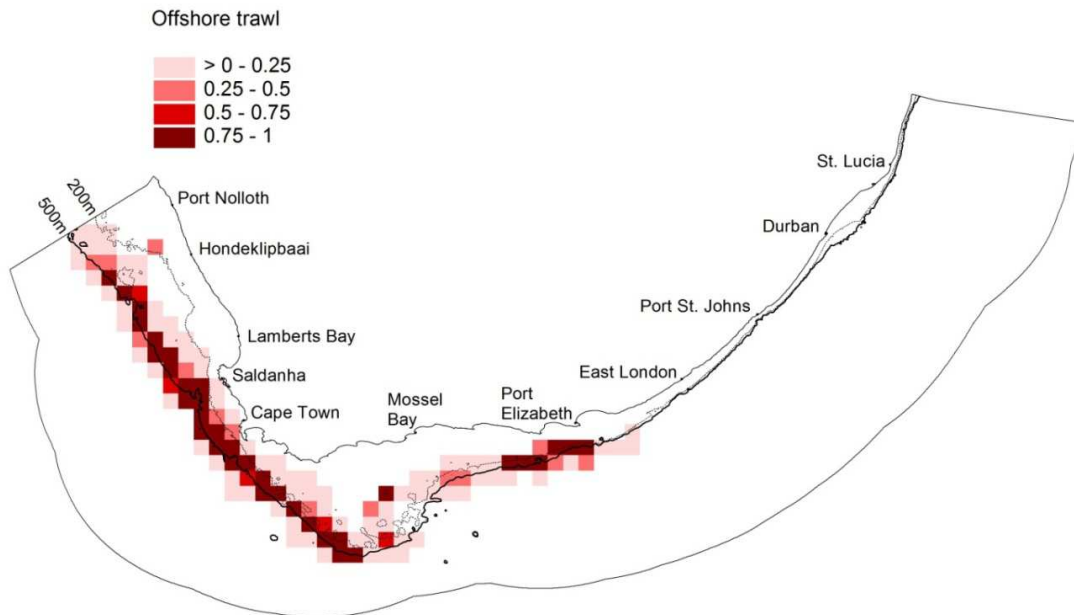 Offshore trawl
> 0 - 0.25
0.25 - 0.5
0.5 - 0.75
0.75 - 1
200m
500m
Port Nolloth
Hondeklipbaai
Lamberts Bay
Saldanha
Cape Town
Mossel
Bay
Port
Elizabeth
East London
Port St. Johns
Durban
St. Lucia